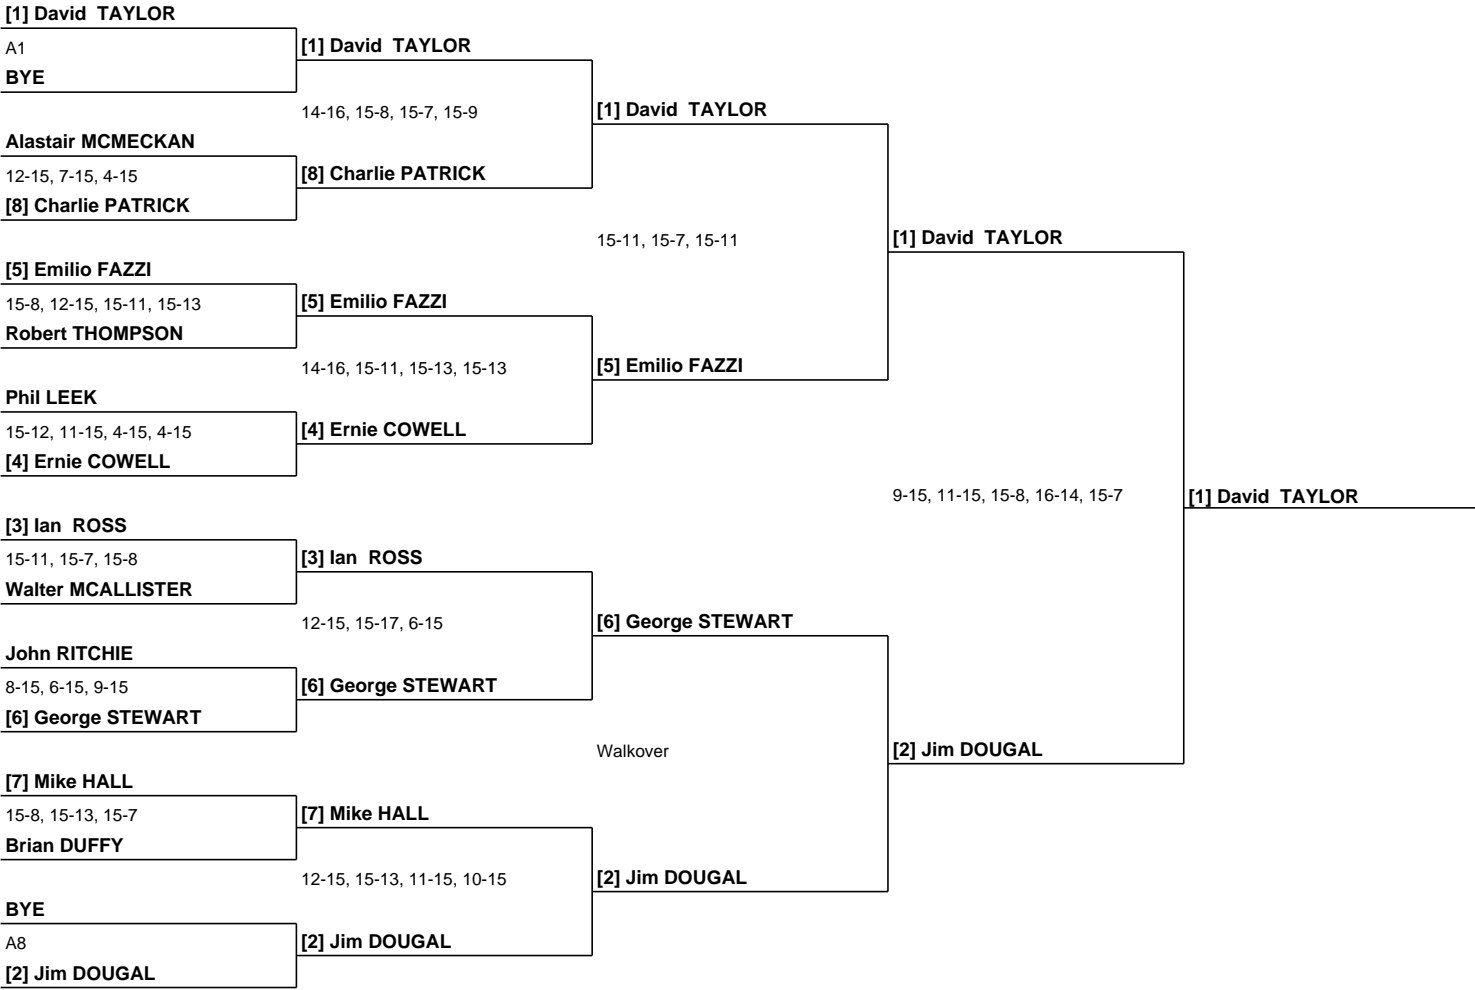 [1] David  TAYLOR
A1
BYE
Alastair MCMECKAN
12-15, 7-15, 4-15
[8] Charlie PATRICK
[5] Emilio FAZZI
15-8, 12-15, 15-11, 15-13
Robert THOMPSON
Phil LEEK
15-12, 11-15, 4-15, 4-15
[4] Ernie COWELL
[3] Ian  ROSS
15-11, 15-7, 15-8
Walter MCALLISTER
John RITCHIE
8-15, 6-15, 9-15
[6] George STEWART
[7] Mike HALL
15-8, 15-13, 15-7
Brian DUFFY
BYE
A8
[2] Jim DOUGAL
[1] David  TAYLOR
14-16, 15-8, 15-7, 15-9
[8] Charlie PATRICK
[5] Emilio FAZZI
14-16, 15-11, 15-13, 15-13
[4] Ernie COWELL
[3] Ian  ROSS
12-15, 15-17, 6-15
[6] George STEWART
[7] Mike HALL
12-15, 15-13, 11-15, 10-15
[2] Jim DOUGAL
[1] David  TAYLOR
15-11, 15-7, 15-11
[5] Emilio FAZZI
[6] George STEWART
Walkover
[2] Jim DOUGAL
[1] David  TAYLOR
9-15, 11-15, 15-8, 16-14, 15-7
[2] Jim DOUGAL
[1] David  TAYLOR